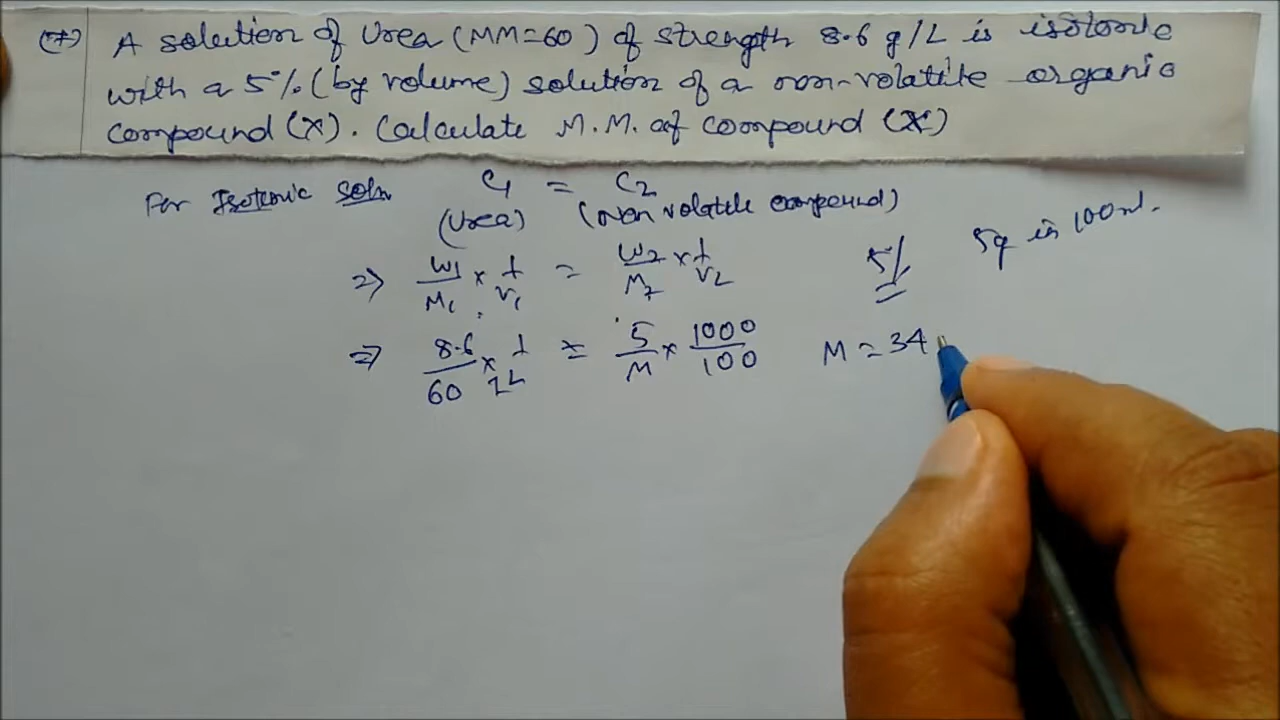 (7) A solution of Urea (MM=60) of strength 8.6 g/L is isotonic
with a 5% (by volume) solution of a non-volatile organic
compound (X). Calculate M.M. of compound (X)
For Isotonic soln C1 = C2
(Urea) (Non volatile compound)
=> W1/M1 × 1/V1 = W2/M2 × 1/V2 5% 5g in 100ml.
=> 8.6/60 × 1/1L = 5/M × 1000/100 M = 34